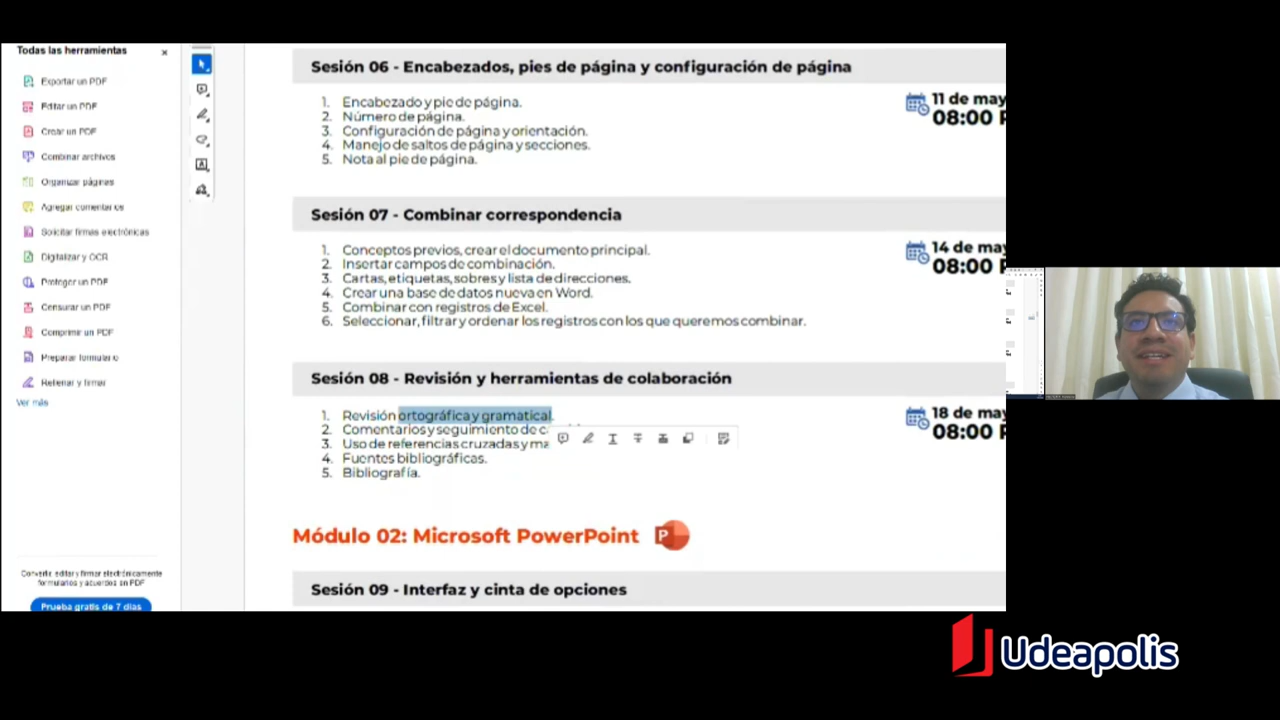 Todas las herramientas
Exportar un PDF
Editar un PDF
Crear un PDF
Combinar archivos
Organizar páginas
Agregar comentarios
Solicitar firmas electrónicas
Digitalizar y OCR
Proteger un PDF
Censurar un PDF
Comprimir un PDF
Preparar formulario
Rellenar y firmar
Ver más
Convierte, edita y firma electrónicamente
formularios y acuerdos en PDF
Prueba gratis de 7 días
Sesión 06 - Encabezados, pies de página y configuración de página
1. Encabezado y pie de página.
2. Número de página.
3. Configuración de página y orientación.
4. Manejo de saltos de página y secciones.
5. Nota al pie de página.
11 de may
08:00 P
Sesión 07 - Combinar correspondencia
1. Conceptos previos, crear el documento principal.
2. Insertar campos de combinación.
3. Cartas, etiquetas, sobres y lista de direcciones.
4. Crear una base de datos nueva en Word.
5. Combinar con registros de Excel.
6. Seleccionar, filtrar y ordenar los registros con los que queremos combinar.
14 de may
08:00 P
Sesión 08 - Revisión y herramientas de colaboración
1. Revisión ortográfica y gramatical.
2. Comentarios y seguimiento de c
3. Uso de referencias cruzadas y ma
4. Fuentes bibliográficas.
5. Bibliografía.
18 de may
08:00 P
Módulo 02: Microsoft PowerPoint
P
Sesión 09 - Interfaz y cinta de opciones
Udeapolis